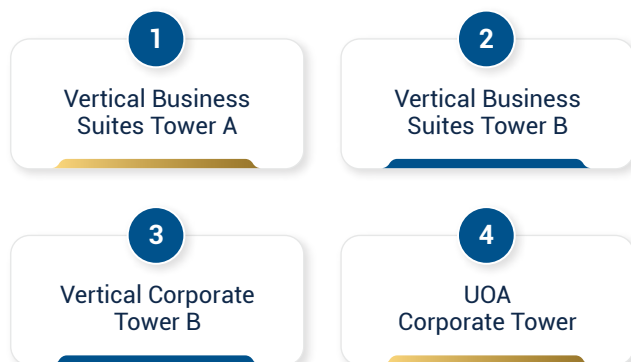 1
Vertical Business
Suites Tower A
2
Vertical Business
Suites Tower B
3
Vertical Corporate
Tower B
4
UOA
Corporate Tower